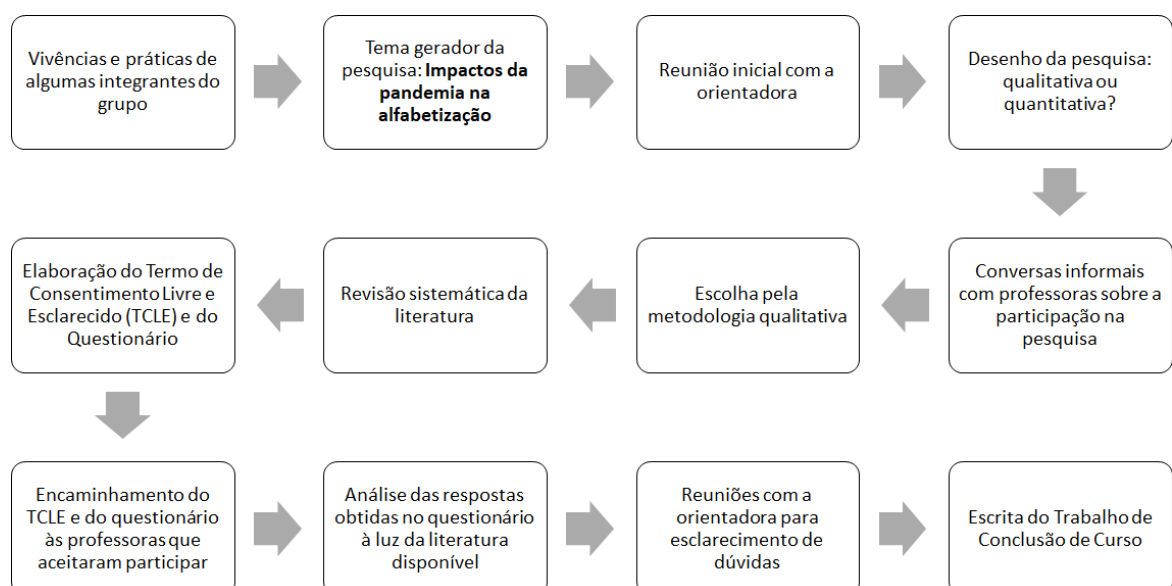 Vivências e práticas de
algumas integrantes do
grupo
Tema gerador da
pesquisa: Impactos da
pandemia na
alfabetização
Reunião inicial com a
orientadora
Desenho da pesquisa:
qualitativa ou
quantitativa?
Conversas informais
com professoras sobre a
participação na
pesquisa
Escolha pela
metodologia qualitativa
Revisão sistemática da
literatura
Elaboração do Termo de
Consentimento Livre e
Esclarecido (TCLE) e do
Questionário
Encaminhamento do
TCLE e do questionário
às professoras que
aceitaram participar
Análise das respostas
obtidas no questionário
à luz da literatura
disponível
Reuniões com a
orientadora para
esclarecimento de
dúvidas
Escrita do Trabalho de
Conclusão de Curso